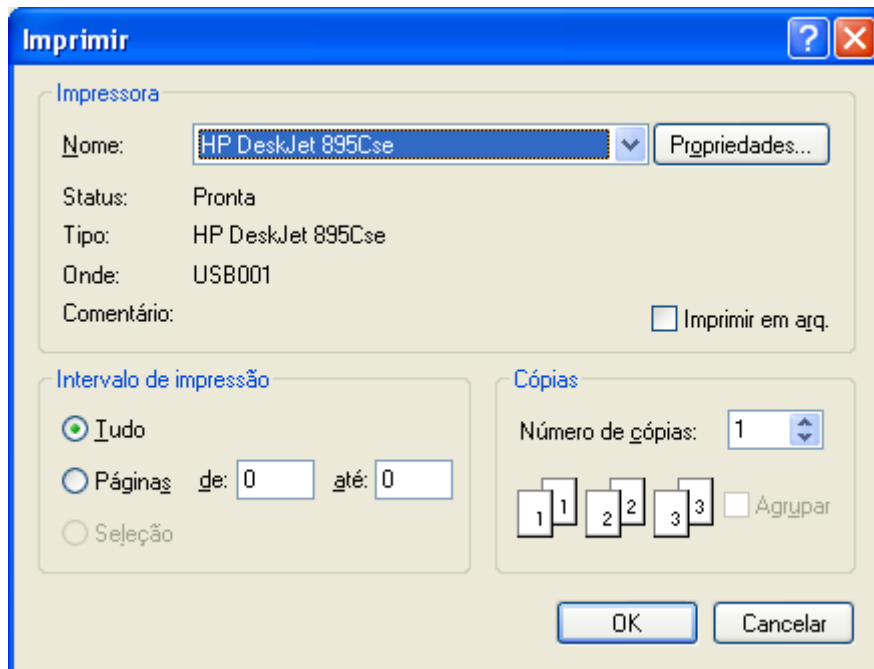 Imprimir
Impressora
Nome: HP DeskJet 895Cse Propriedades...
Status: Pronta
Tipo: HP DeskJet 895Cse
Onde: USB001
Comentário: Imprimir em arq.
Intervalo de impressão
Tudo
Páginas de: 0 até: 0
Seleção
Cópias
Número de cópias: 1
1 1 2 2 3 3 Agrupar
OK Cancelar